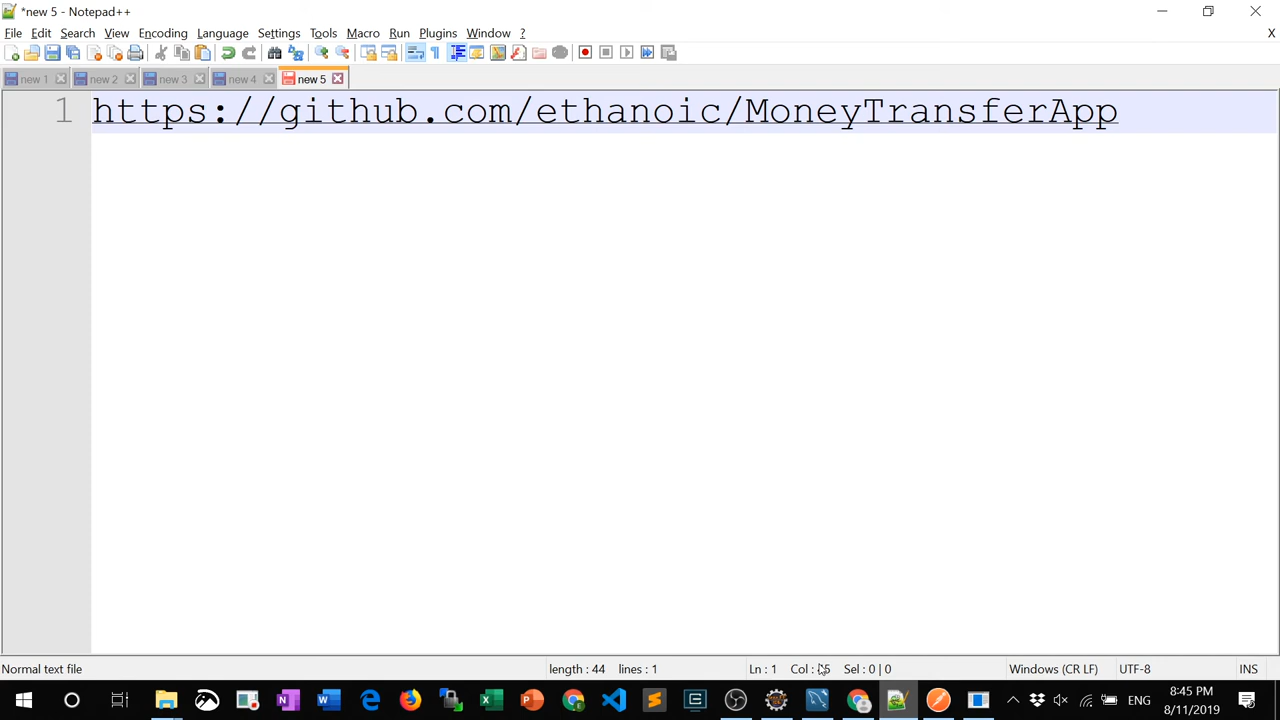 *new 5 - Notepad++
File Edit Search View Encoding Language Settings Tools Macro Run Plugins Window ? X
new 1 new 2 new 3 new 4 new 5
1 https://github.com/ethanoic/MoneyTransferApp
Normal text file length : 44 lines : 1 Ln : 1 Col : Sel : 0 | 0 Windows (CR LF) UTF-8 INS
ENG 8:45 PM
8/11/2019